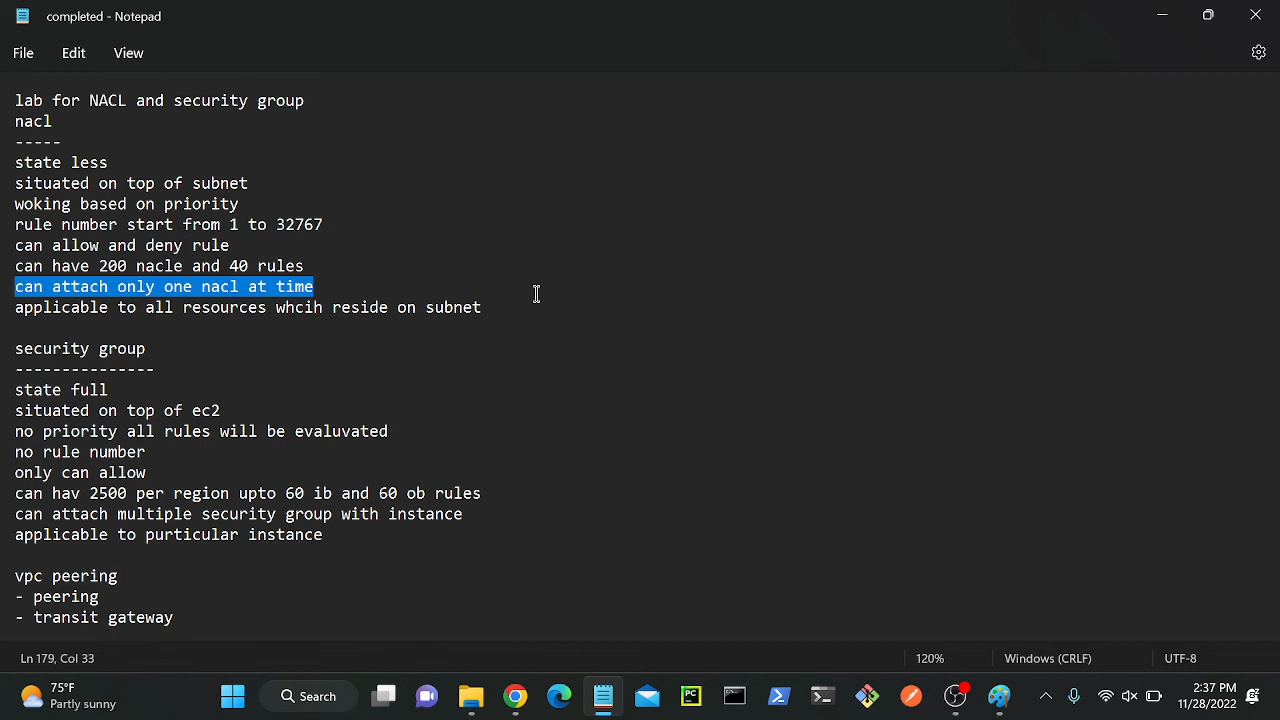 completed - Notepad
File Edit View
lab for NACL and security group
nacl
-----
state less
situated on top of subnet
woking based on priority
rule number start from 1 to 32767
can allow and deny rule
can have 200 nacle and 40 rules
can attach only one nacl at time
applicable to all resources whcih reside on subnet
security group
---------------
state full
situated on top of ec2
no priority all rules will be evaluvated
no rule number
only can allow
can hav 2500 per region upto 60 ib and 60 ob rules
can attach multiple security group with instance
applicable to purticular instance
vpc peering
- peering
- transit gateway
Ln 179, Col 33 120% Windows (CRLF) UTF-8
75°F
Partly sunny
Search
PC
2:37 PM
11/28/2022